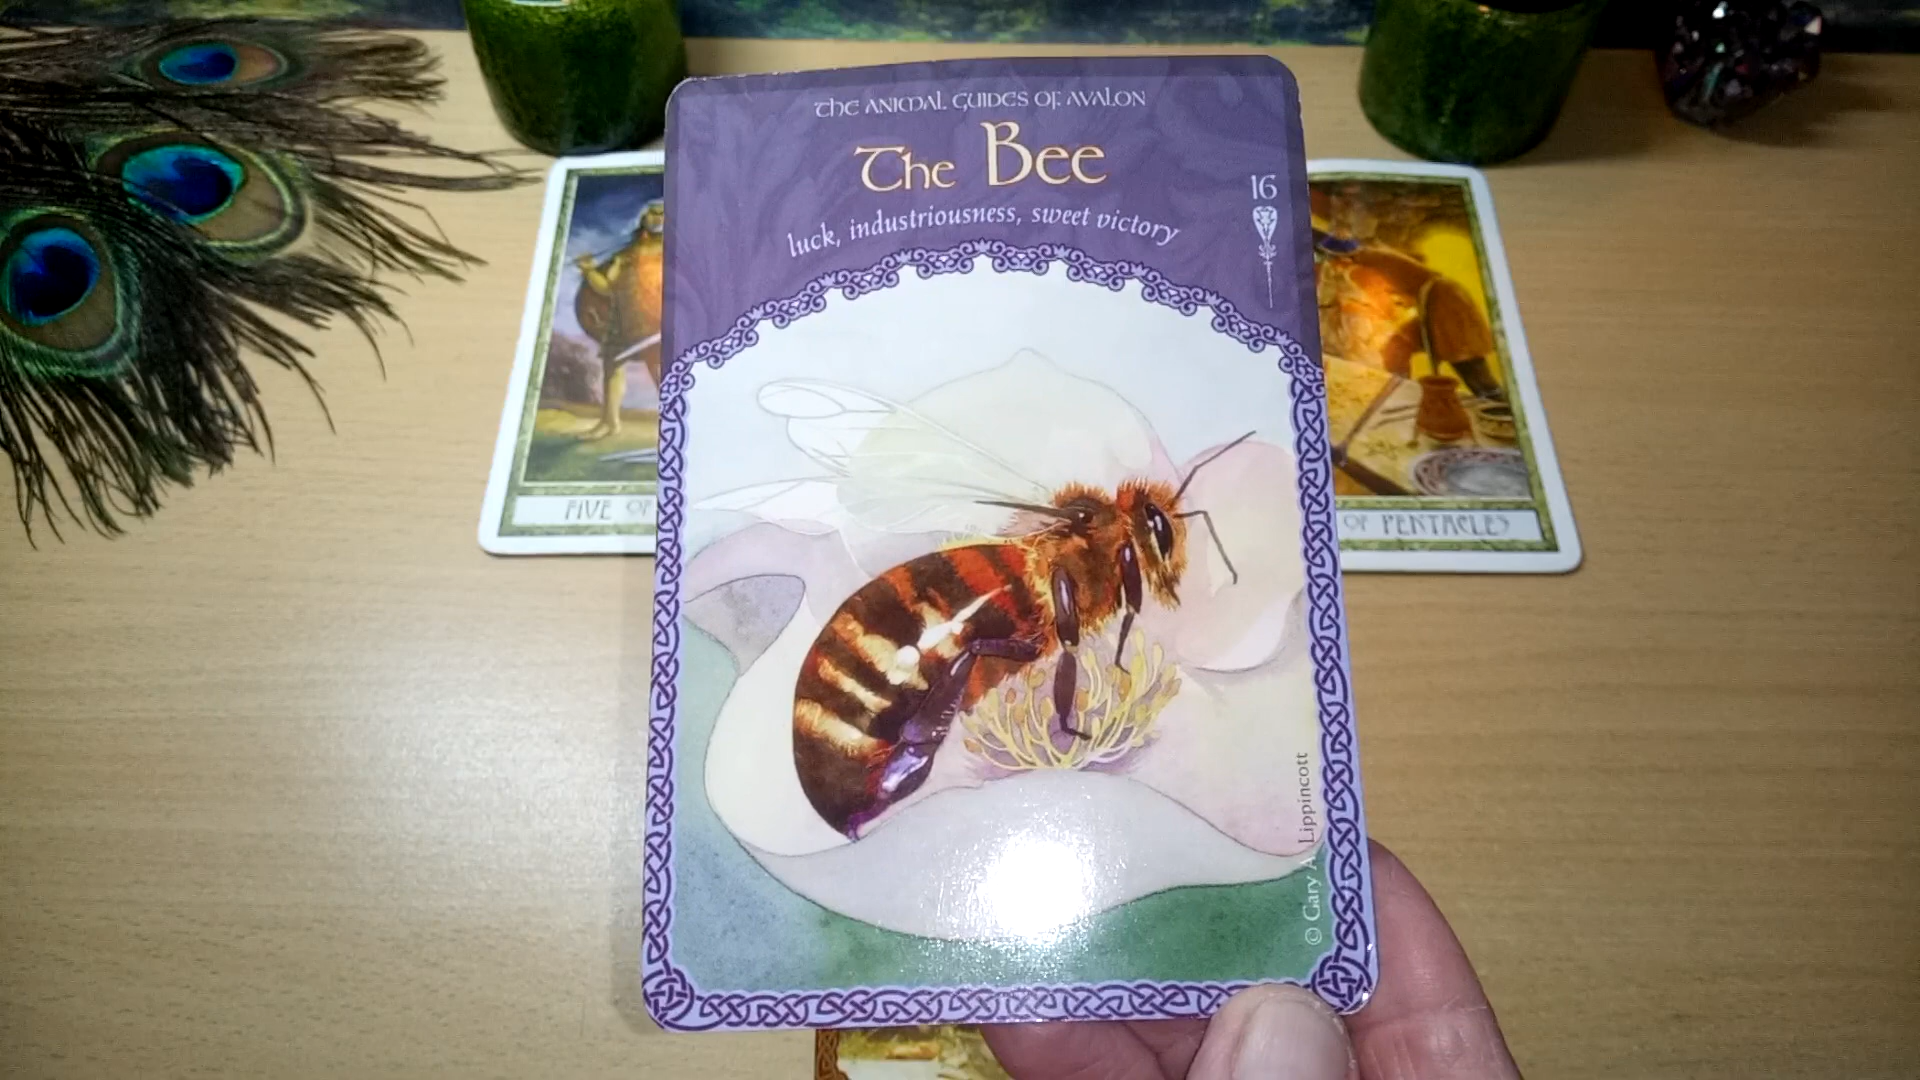 The Animal Guides of Avalon
The Bee
luck, industriousness, sweet victory
16
© Gary A Lippincott
FIVE OF
OF PENTACLES